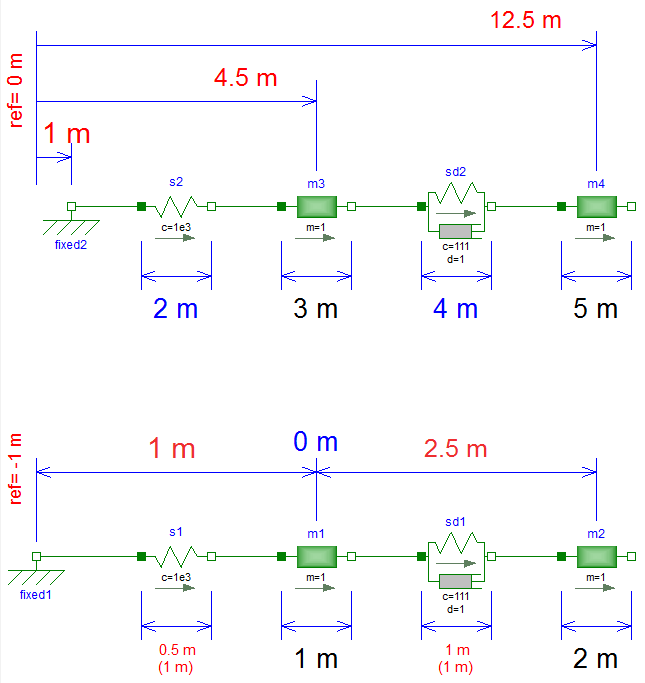 12.5 m
4.5 m
ref= 0 m
1 m
s2
m3
sd2
m4
fixed2
c=1e3
m=1
c=111
d=1
m=1
2 m
3 m
4 m
5 m
ref= -1 m
1 m
0 m
2.5 m
s1
m1
sd1
m2
fixed1
c=1e3
m=1
c=111
d=1
m=1
0.5 m
(1 m)
1 m
1 m
(1 m)
2 m